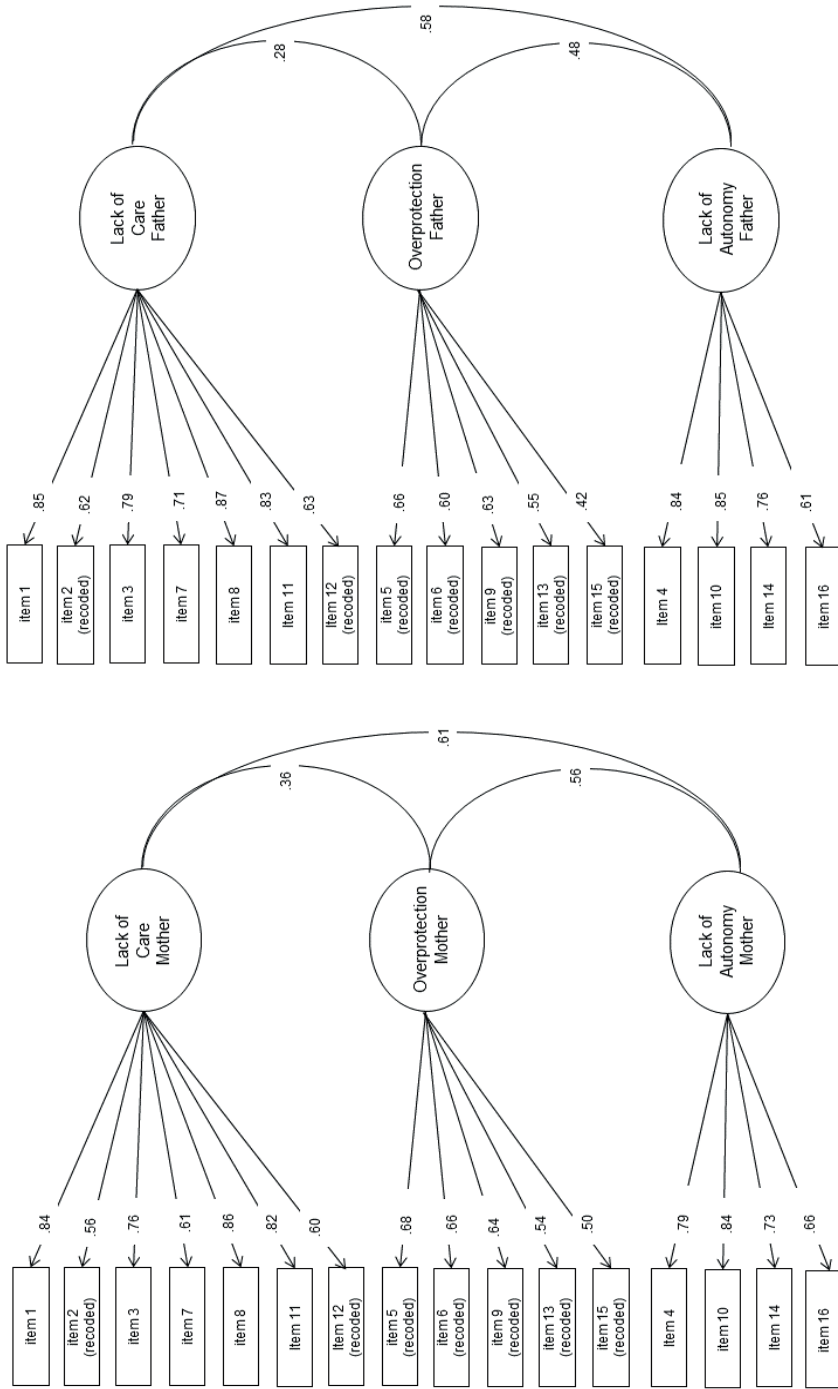 item 1
item 2
(recoded)
item 3
item 7
item 8
Item 11
Item 12
(recoded)
item 5
(recoded)
item 6
(recoded)
item 9
(recoded)
item 13
(recoded)
item 15
(recoded)
Item 4
item 10
Item 14
item 16
.84
.56
.76
.61
.86
.82
.60
.68
.66
.64
.54
.50
.79
.84
.73
.66
Lack of
Care
Mother
Overprotection
Mother
Lack of
Autonomy
Mother
.36
.56
.61
item 1
item 2
(recoded)
item 3
item 7
item 8
Item 11
Item 12
(recoded)
item 5
(recoded)
item 6
(recoded)
item 9
(recoded)
item 13
(recoded)
item 15
(recoded)
Item 4
item 10
Item 14
item 16
.85
.62
.79
.71
.87
.83
.63
.66
.60
.63
.55
.42
.84
.85
.76
.61
Lack of
Care
Father
Overprotection
Father
Lack of
Autonomy
Father
.28
.48
.58